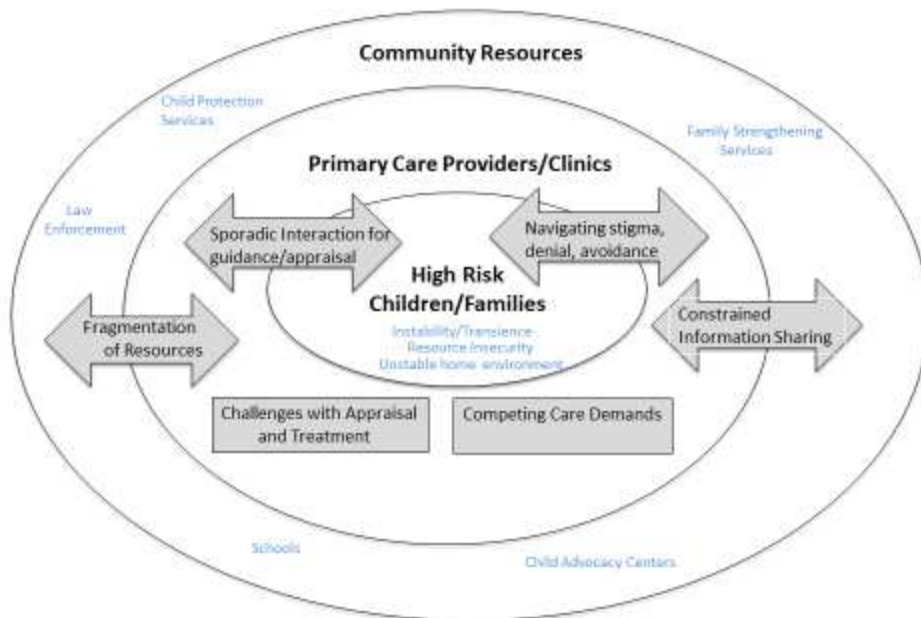 Community Resources
Child Protection
Services
Family Strengthening
Services
Primary Care Providers/Clinics
Law
Enforcement
Sporadic Interaction for
guidance/appraisal
Navigating stigma,
denial, avoidance
High Risk
Children/Families
Instability/Transience
Resource Insecurity
Unstable home environment
Fragmentation
of Resources
Constrained
Information Sharing
Challenges with Appraisal
and Treatment
Competing Care Demands
Schools
Child Advocacy Centers